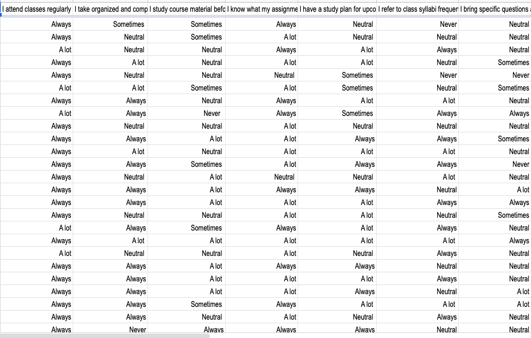 I attend classes regularly I take organized and comp I study course material befo I know what my assignme I have a study plan for upco I refer to class syllabi frequer I bring specific questions a
Always Sometimes Sometimes Always Neutral Never Neutral
Always Neutral Sometimes A lot Neutral Neutral Neutral
A lot Neutral Neutral A lot A lot Always Neutral
Always A lot Neutral A lot A lot Neutral Sometimes
Always Neutral Neutral Neutral Sometimes Never Never
A lot A lot Sometimes A lot Sometimes Neutral Sometimes
Always Always Neutral Always A lot A lot Neutral
A lot Always Never Always Sometimes Always Always
Always Neutral Neutral A lot Neutral Neutral Neutral
Always Always A lot A lot Always Always Sometimes
Always A lot Neutral A lot A lot A lot Neutral
Always Always Sometimes A lot Always Always Never
Always Always A lot Neutral Neutral A lot Neutral
Always Always A lot Always Always Neutral A lot
Always Always A lot A lot A lot Always Always
Always Neutral Neutral A lot A lot Neutral Sometimes
A lot Always Sometimes Always A lot Always Neutral
Always A lot A lot A lot A lot A lot Always
A lot Neutral Neutral A lot Neutral Always Neutral
Always Always A lot Always Always Neutral Neutral
Always Always A lot A lot A lot Always Neutral
Always Always A lot A lot Always Neutral A lot
Always Always Sometimes Always A lot A lot A lot
Always Always Neutral A lot Neutral Always Neutral
Always Never Always Always Always Neutral Neutral